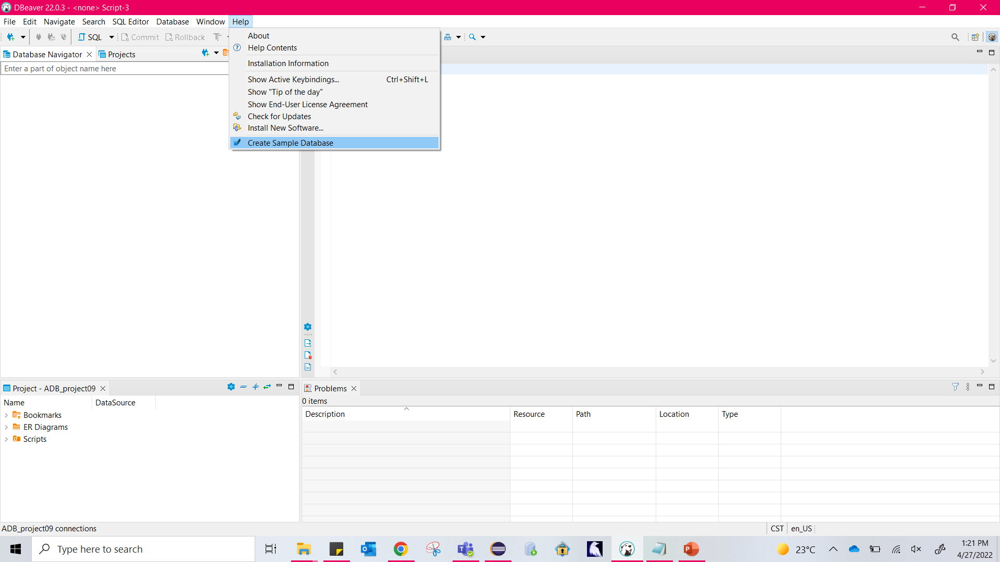 DBeaver 22.0.3 - <none> Script-3
File Edit Navigate Search SQL Editor Database Window Help
SQL Commit Rollback
About
Help Contents
Installation Information
Show Active Keybindings... Ctrl+Shift+L
Show "Tip of the day"
Show End-User License Agreement
Check for Updates
Install New Software...
Create Sample Database
Database Navigator Projects
Enter a part of object name here
Project - ADB_project09
Name DataSource
Bookmarks
ER Diagrams
Scripts
Problems
0 items
Description Resource Path Location Type
ADB_project09 connections
CST en_US
Type here to search
23°C
1:21 PM
4/27/2022